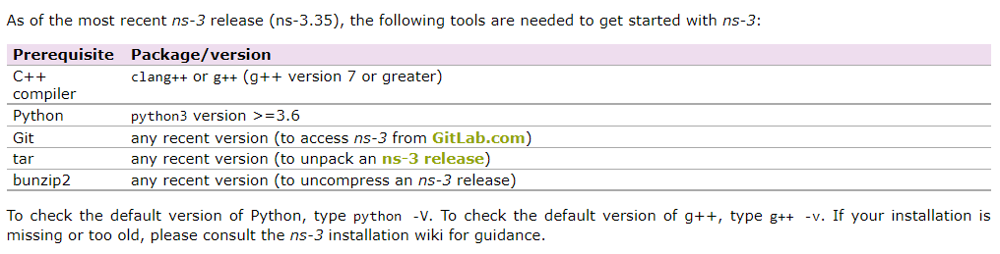 As of the most recent ns-3 release (ns-3.35), the following tools are needed to get started with ns-3:
Prerequisite Package/version
C++ clang++ or g++ (g++ version 7 or greater)
compiler
Python python3 version >=3.6
Git any recent version (to access ns-3 from GitLab.com)
tar any recent version (to unpack an ns-3 release)
bunzip2 any recent version (to uncompress an ns-3 release)
To check the default version of Python, type python -V. To check the default version of g++, type g++ -v. If your installation is
missing or too old, please consult the ns-3 installation wiki for guidance.